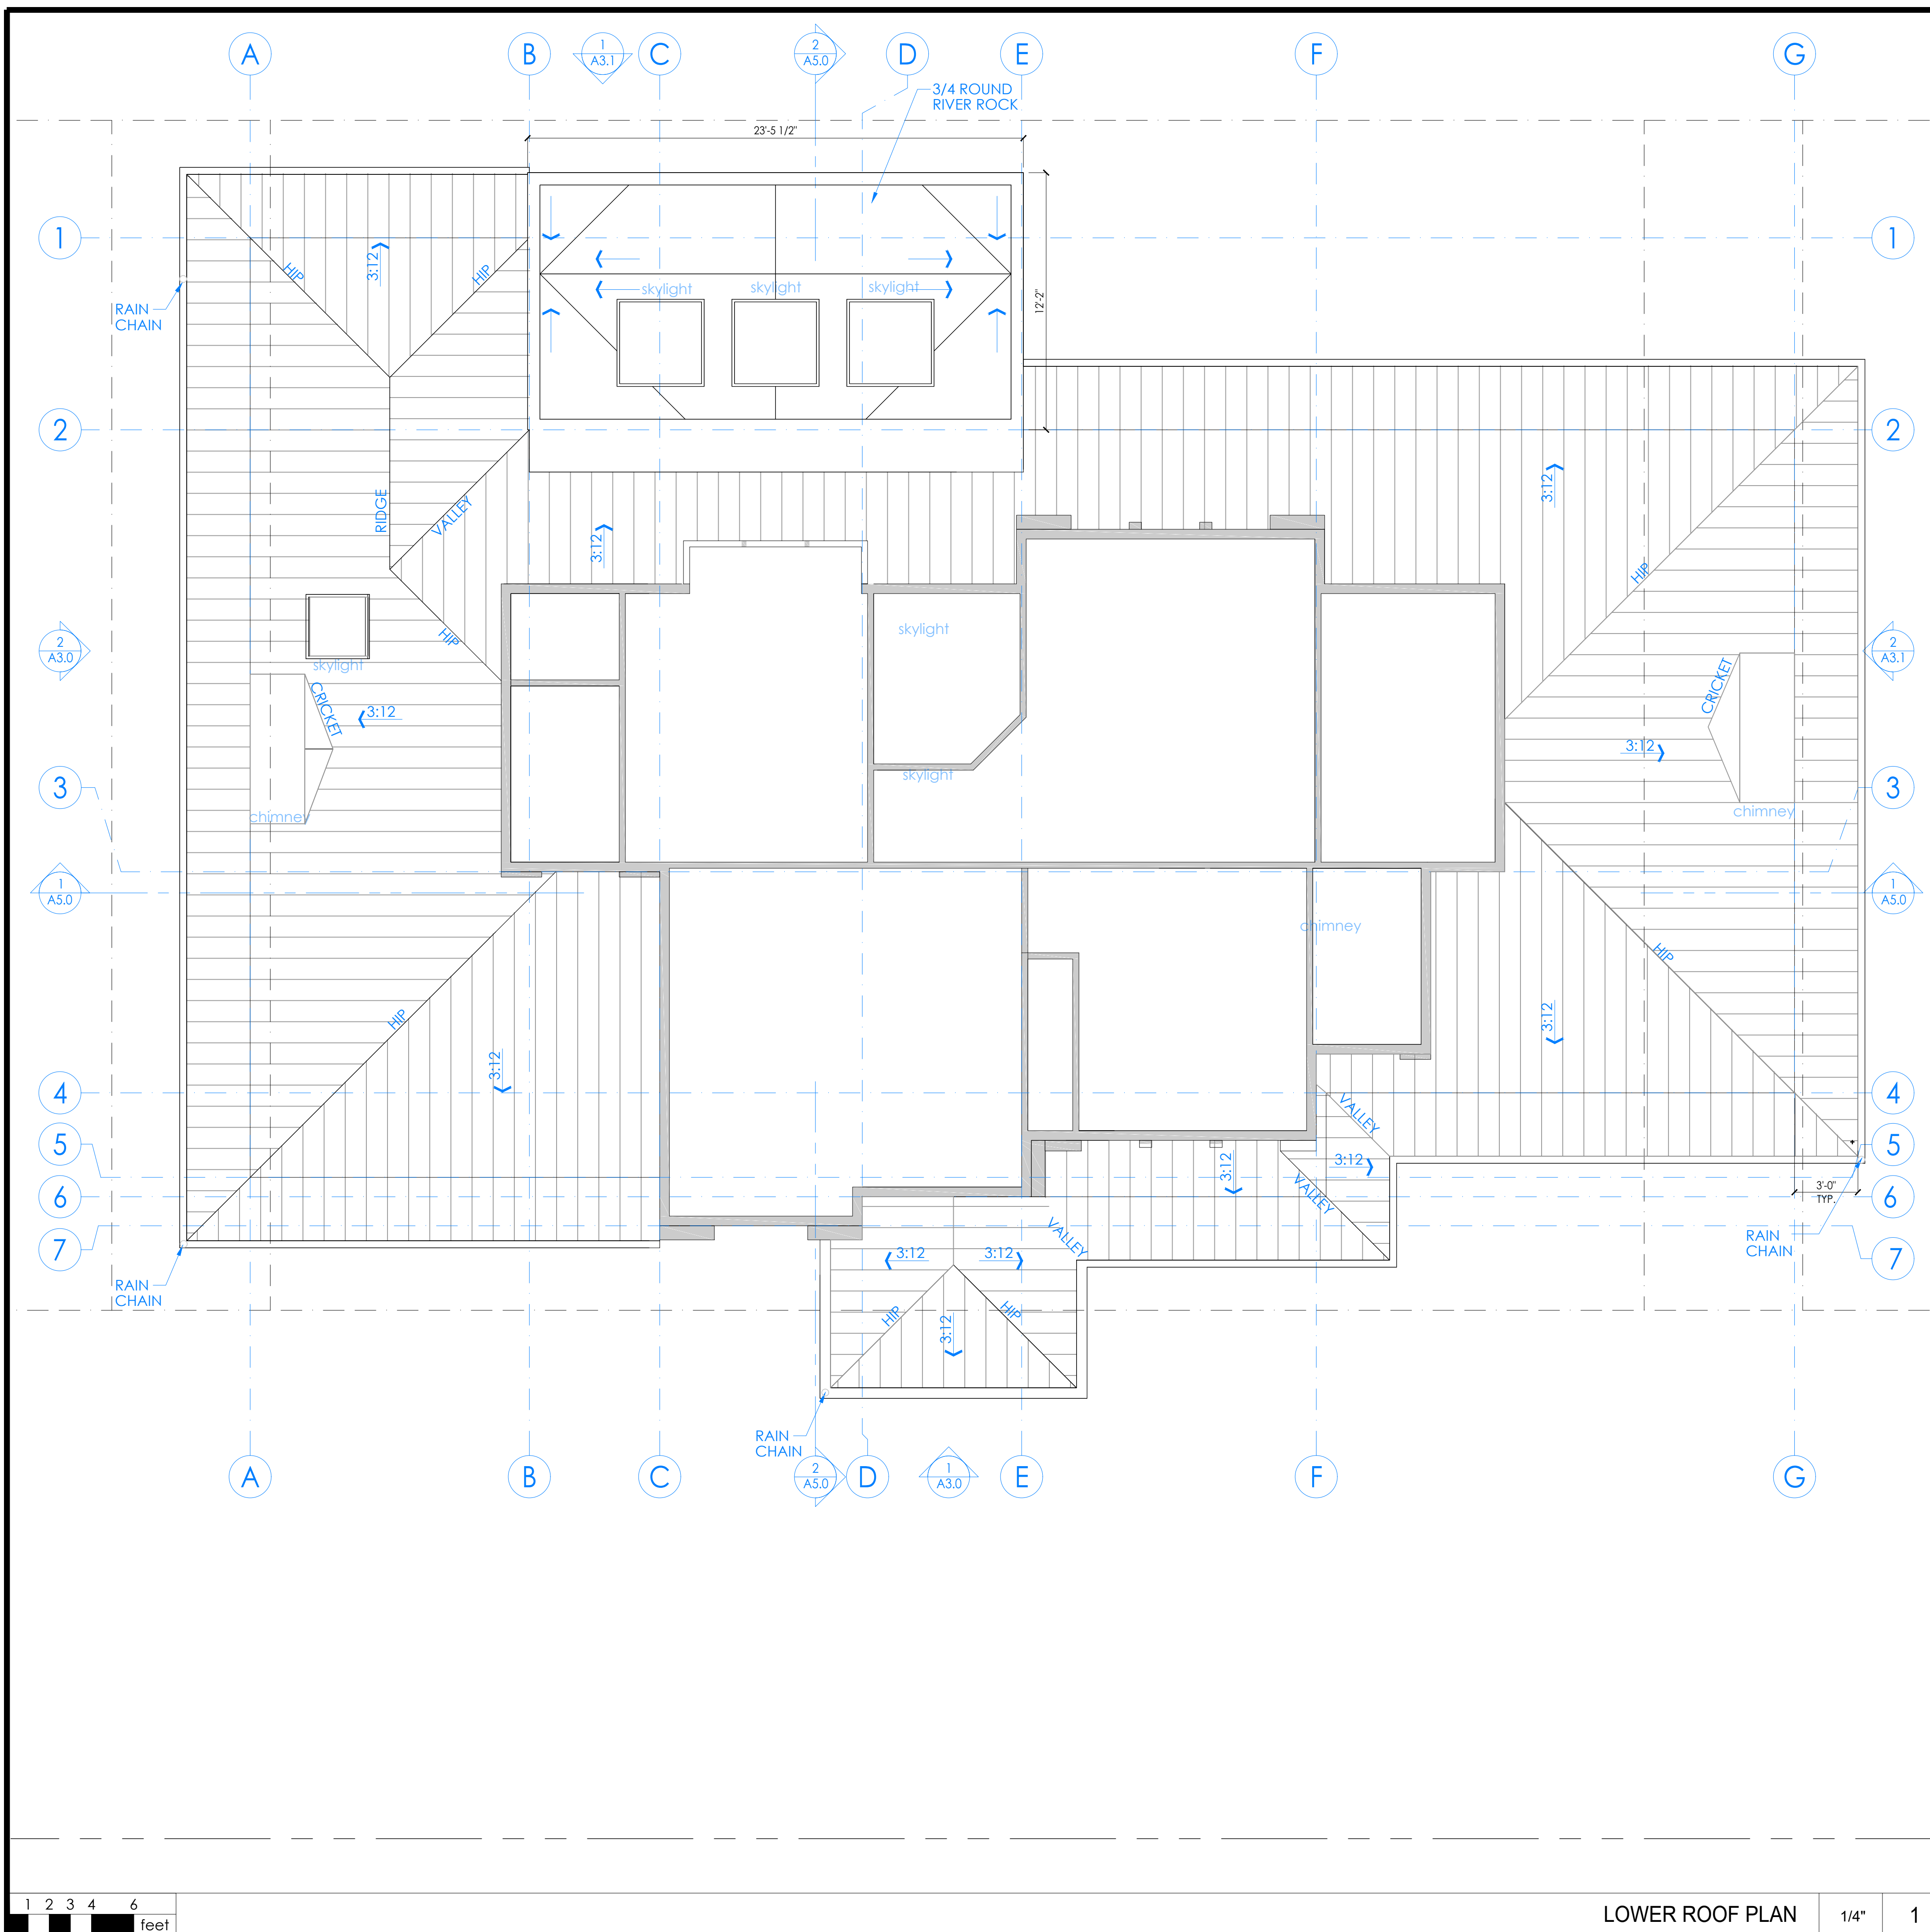 A
B
1
A3.1
C
2
A5.0
D
E
F
G
3/4 ROUND
RIVER ROCK
23'-5 1/2"
1
HIP
3:12
HIP
1
RAIN
CHAIN
skylight
skylight
skylight
12'-2"
2
2
RIDGE
VALLEY
3:12
3:12
HIP
2
A3.0
skylight
HIP
skylight
2
A3.1
CRICKET
3:12
CRICKET
3:12
3
chimney
skylight
chimney
3
1
A5.0
chimney
1
A5.0
HIP
HIP
3:12
3:12
4
VALLEY
4
5
3:12
3:12
5
6
VALLEY
3'-0"
TYP.
6
7
VALLEY
3:12
3:12
RAIN
CHAIN
7
RAIN
CHAIN
HIP
HIP
3:12
RAIN
CHAIN
A
B
C
2
A5.0
D
1
A3.0
E
F
G
1 2 3 4 6
feet
LOWER ROOF PLAN 1/4" 1